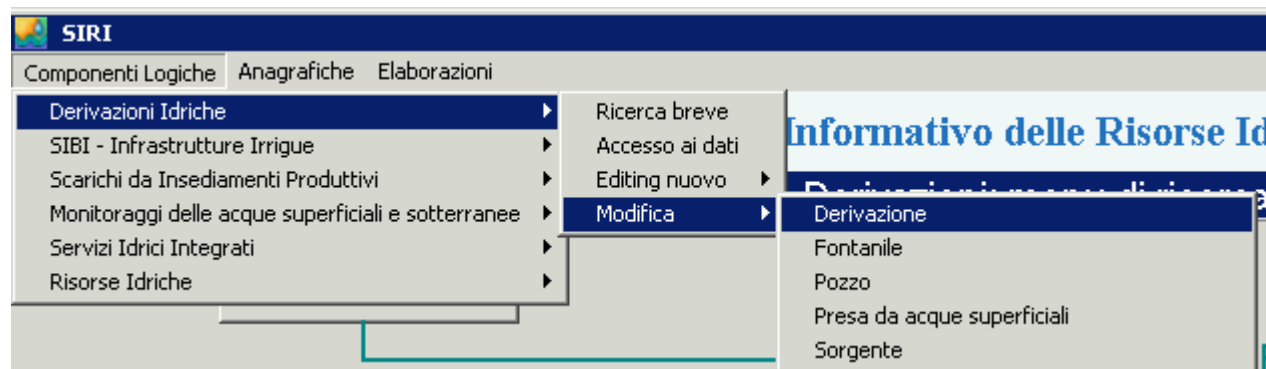 SIRI
Componenti Logiche Anagrafiche Elaborazioni
Derivazioni Idriche
SIBI - Infrastrutture Irrigue
Scarichi da Insediamenti Produttivi
Monitoraggi delle acque superficiali e sotterranee
Servizi Idrici Integrati
Risorse Idriche
Ricerca breve
Accesso ai dati
Editing nuovo
Modifica
Informativo delle Risorse Id
Derivazione
Fontanile
Pozzo
Presa da acque superficiali
Sorgente